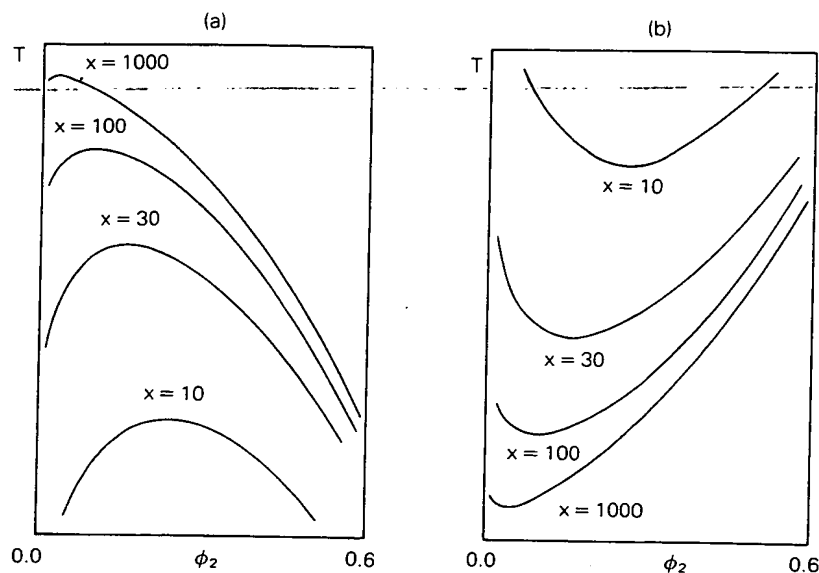 (a)
T
x = 1000
x = 100
x = 30
x = 10
0.0
ϕ₂
0.6
(b)
T
x = 10
x = 30
x = 100
x = 1000
0.0
ϕ₂
0.6